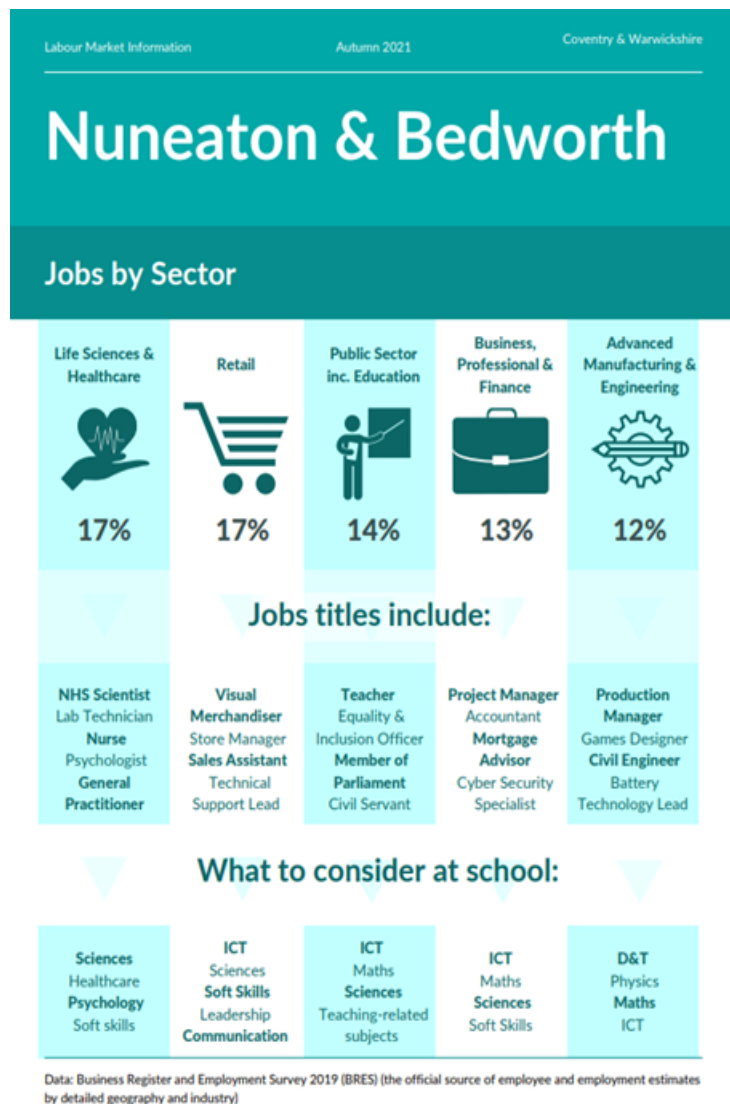 Labour Market Information
Autumn 2021
Coventry & Warwickshire
Nuneaton & Bedworth
Jobs by Sector
Life Sciences &
Healthcare
17%
Retail
17%
Public Sector
inc. Education
14%
Business,
Professional &
Finance
13%
Advanced
Manufacturing &
Engineering
12%
Jobs titles include:
NHS Scientist
Lab Technician
Nurse
Psychologist
General
Practitioner
Visual
Merchandiser
Store Manager
Sales Assistant
Technical
Support Lead
Teacher
Equality &
Inclusion Officer
Member of
Parliament
Civil Servant
Project Manager
Accountant
Mortgage
Advisor
Cyber Security
Specialist
Production
Manager
Games Designer
Civil Engineer
Battery
Technology Lead
What to consider at school:
Sciences
Healthcare
Psychology
Soft skills
ICT
Sciences
Soft Skills
Leadership
Communication
ICT
Maths
Sciences
Teaching-related
subjects
ICT
Maths
Sciences
Soft Skills
D&T
Physics
Maths
ICT
Data: Business Register and Employment Survey 2019 (BRES) (the official source of employee and employment estimates
by detailed geography and industry)